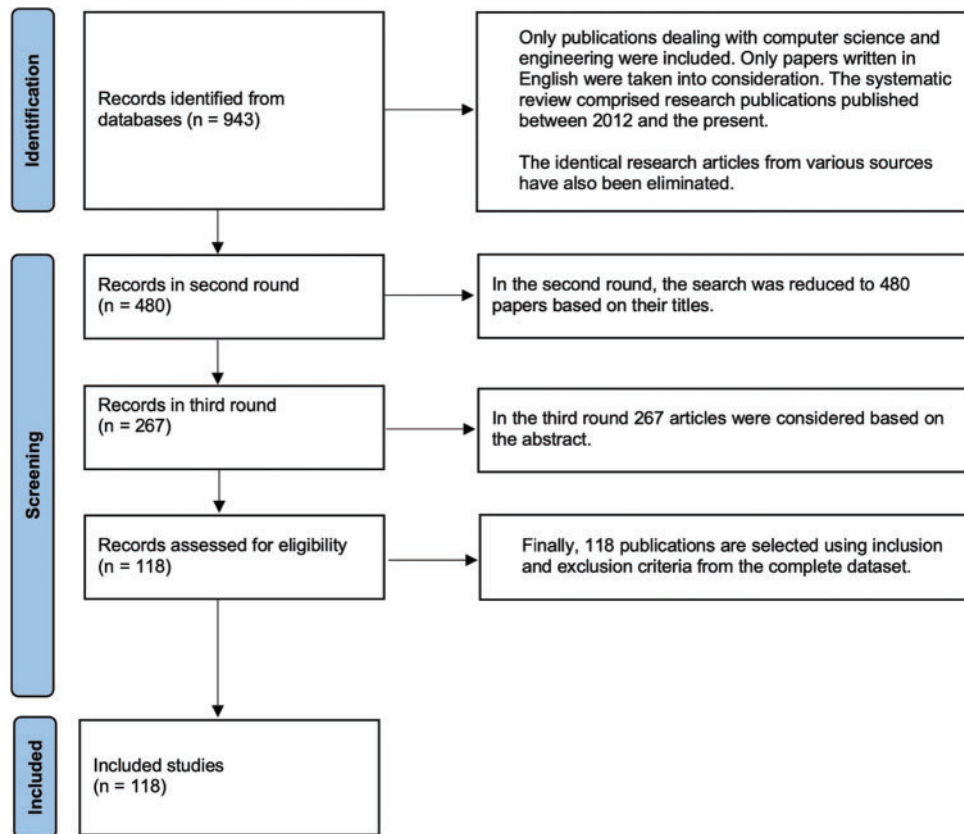 Identification
Records identified from
databases (n = 943)
Only publications dealing with computer science and
engineering were included. Only papers written in
English were taken into consideration. The systematic
review comprised research publications published
between 2012 and the present.
The identical research articles from various sources
have also been eliminated.
Screening
Records in second round
(n = 480)
In the second round, the search was reduced to 480
papers based on their titles.
Records in third round
(n = 267)
In the third round 267 articles were considered based on
the abstract.
Records assessed for eligibility
(n = 118)
Finally, 118 publications are selected using inclusion
and exclusion criteria from the complete dataset.
Included
Included studies
(n = 118)